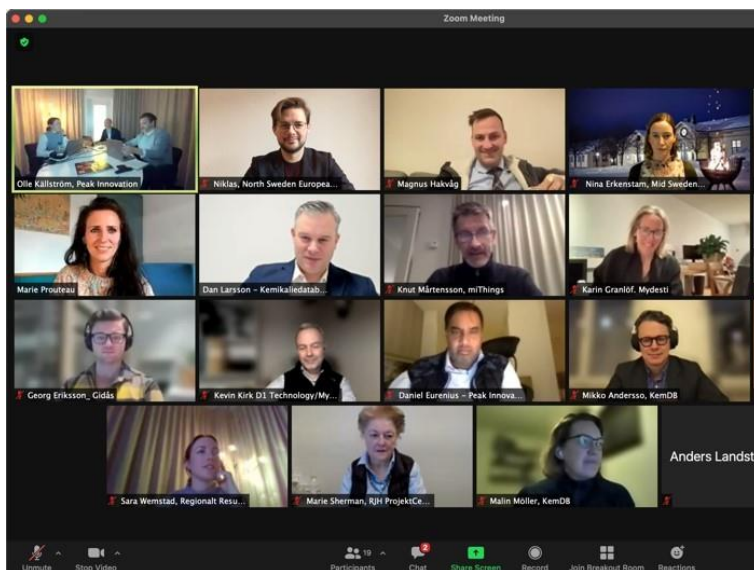 Zoom Meeting
Olle Källström, Peak Innovation
Niklas, North Sweden Europea...
Magnus Hakvåg
Nina Erkenstam, Mid Sweden...
Marie Prouteau
Dan Larsson – Kemikaliedatab...
Knut Mårtensson, miThings
Karin Granlöf, Mydesti
Georg Eriksson_ Gidås
Kevin Kirk D1 Technology/My...
Daniel Eurenius – Peak Innova...
Mikko Andersso, KemDB
Anders Landst
Sara Wemstad, Regionalt Resu...
Marie Sherman, RJH ProjektCe...
Malin Möller, KemDB
19
2
Unmute
Stop Video
Participants
Chat
Share Screen
Record
Join Breakout Room
Reactions